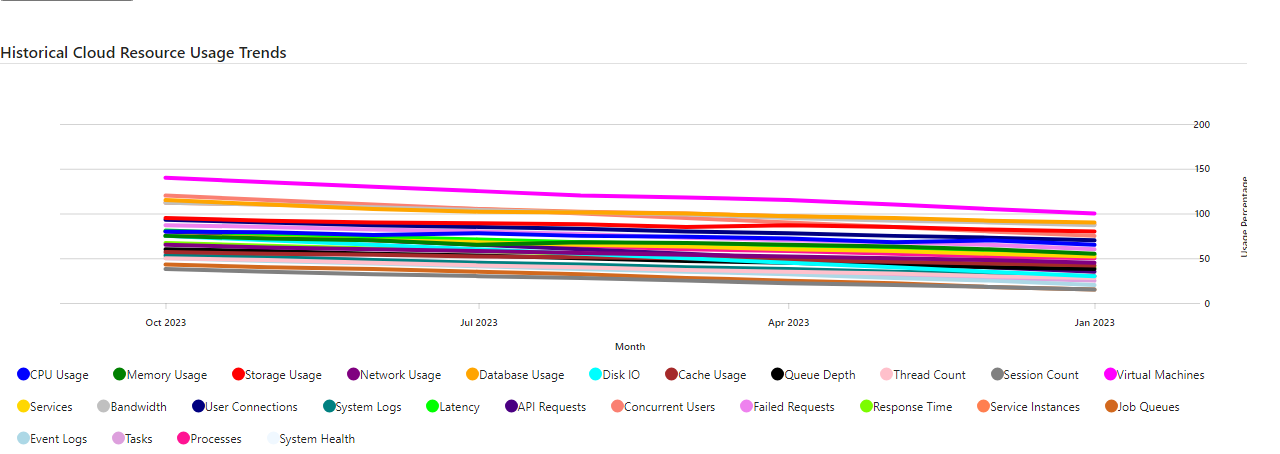 Historical Cloud Resource Usage Trends
200
150
100
50
0
Usage Percentage
Oct 2023 Jul 2023 Apr 2023 Jan 2023
Month
CPU Usage Memory Usage Storage Usage Network Usage Database Usage Disk IO Cache Usage Queue Depth Thread Count Session Count Virtual Machines
Services Bandwidth User Connections System Logs Latency API Requests Concurrent Users Failed Requests Response Time Service Instances Job Queues
Event Logs Tasks Processes System Health